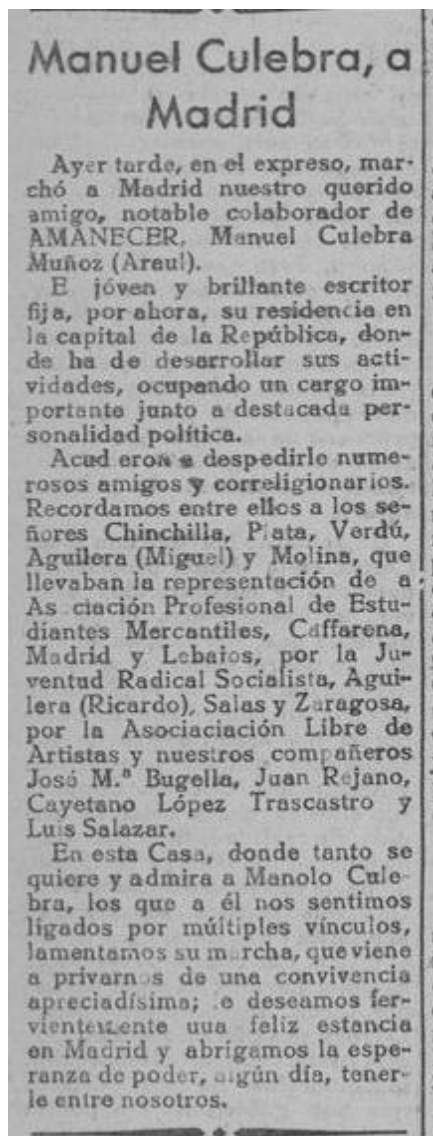 Manuel Culebra, a
Madrid
Ayer tarde, en el expreso, mar-
chó a Madrid nuestro querido
amigo, notable colaborador de
AMANECER, Manuel Culebra
Muñoz (Araul).
E jóven y brillante escritor
fija, por ahora, su residencia en
la capital de la República, don-
de ha de desarrollar sus acti-
vidades, ocupando un cargo im-
portante junto a destacada per-
sonalidad política.
Acud eron a despedirle nume-
rosos amigos y correligionarios.
Recordamos entre ellos a los se-
ñores Chinchilla, Plata, Verdú,
Aguilera (Miguel) y Molina, que
llevaban la representación de a
As ciación Profesional de Estu-
diantes Mercantiles, Caffarena,
Madrid y Lebaios, por la Ju-
ventud Radical Socialista, Agui-
lera (Ricardo), Salas y Zaragosa,
por la Asociaciación Libre de
Artistas y nuestros compañeros
José M.ª Bugella, Juan Rejano,
Cayetano López Trascastro y
Luis Salazar.
En esta Casa, donde tanto se
quiere y admira a Manolo Cule-
bra, los que a él nos sentimos
ligados por múltiples vínculos,
lamentamos su marcha, que viene
a privarnos de una convivencia
apreciadísima; le deseamos fer-
vientemente uua feliz estancia
en Madrid y abrigamos la espe-
ranza de poder, algún día, tener-
le entre nosotros.